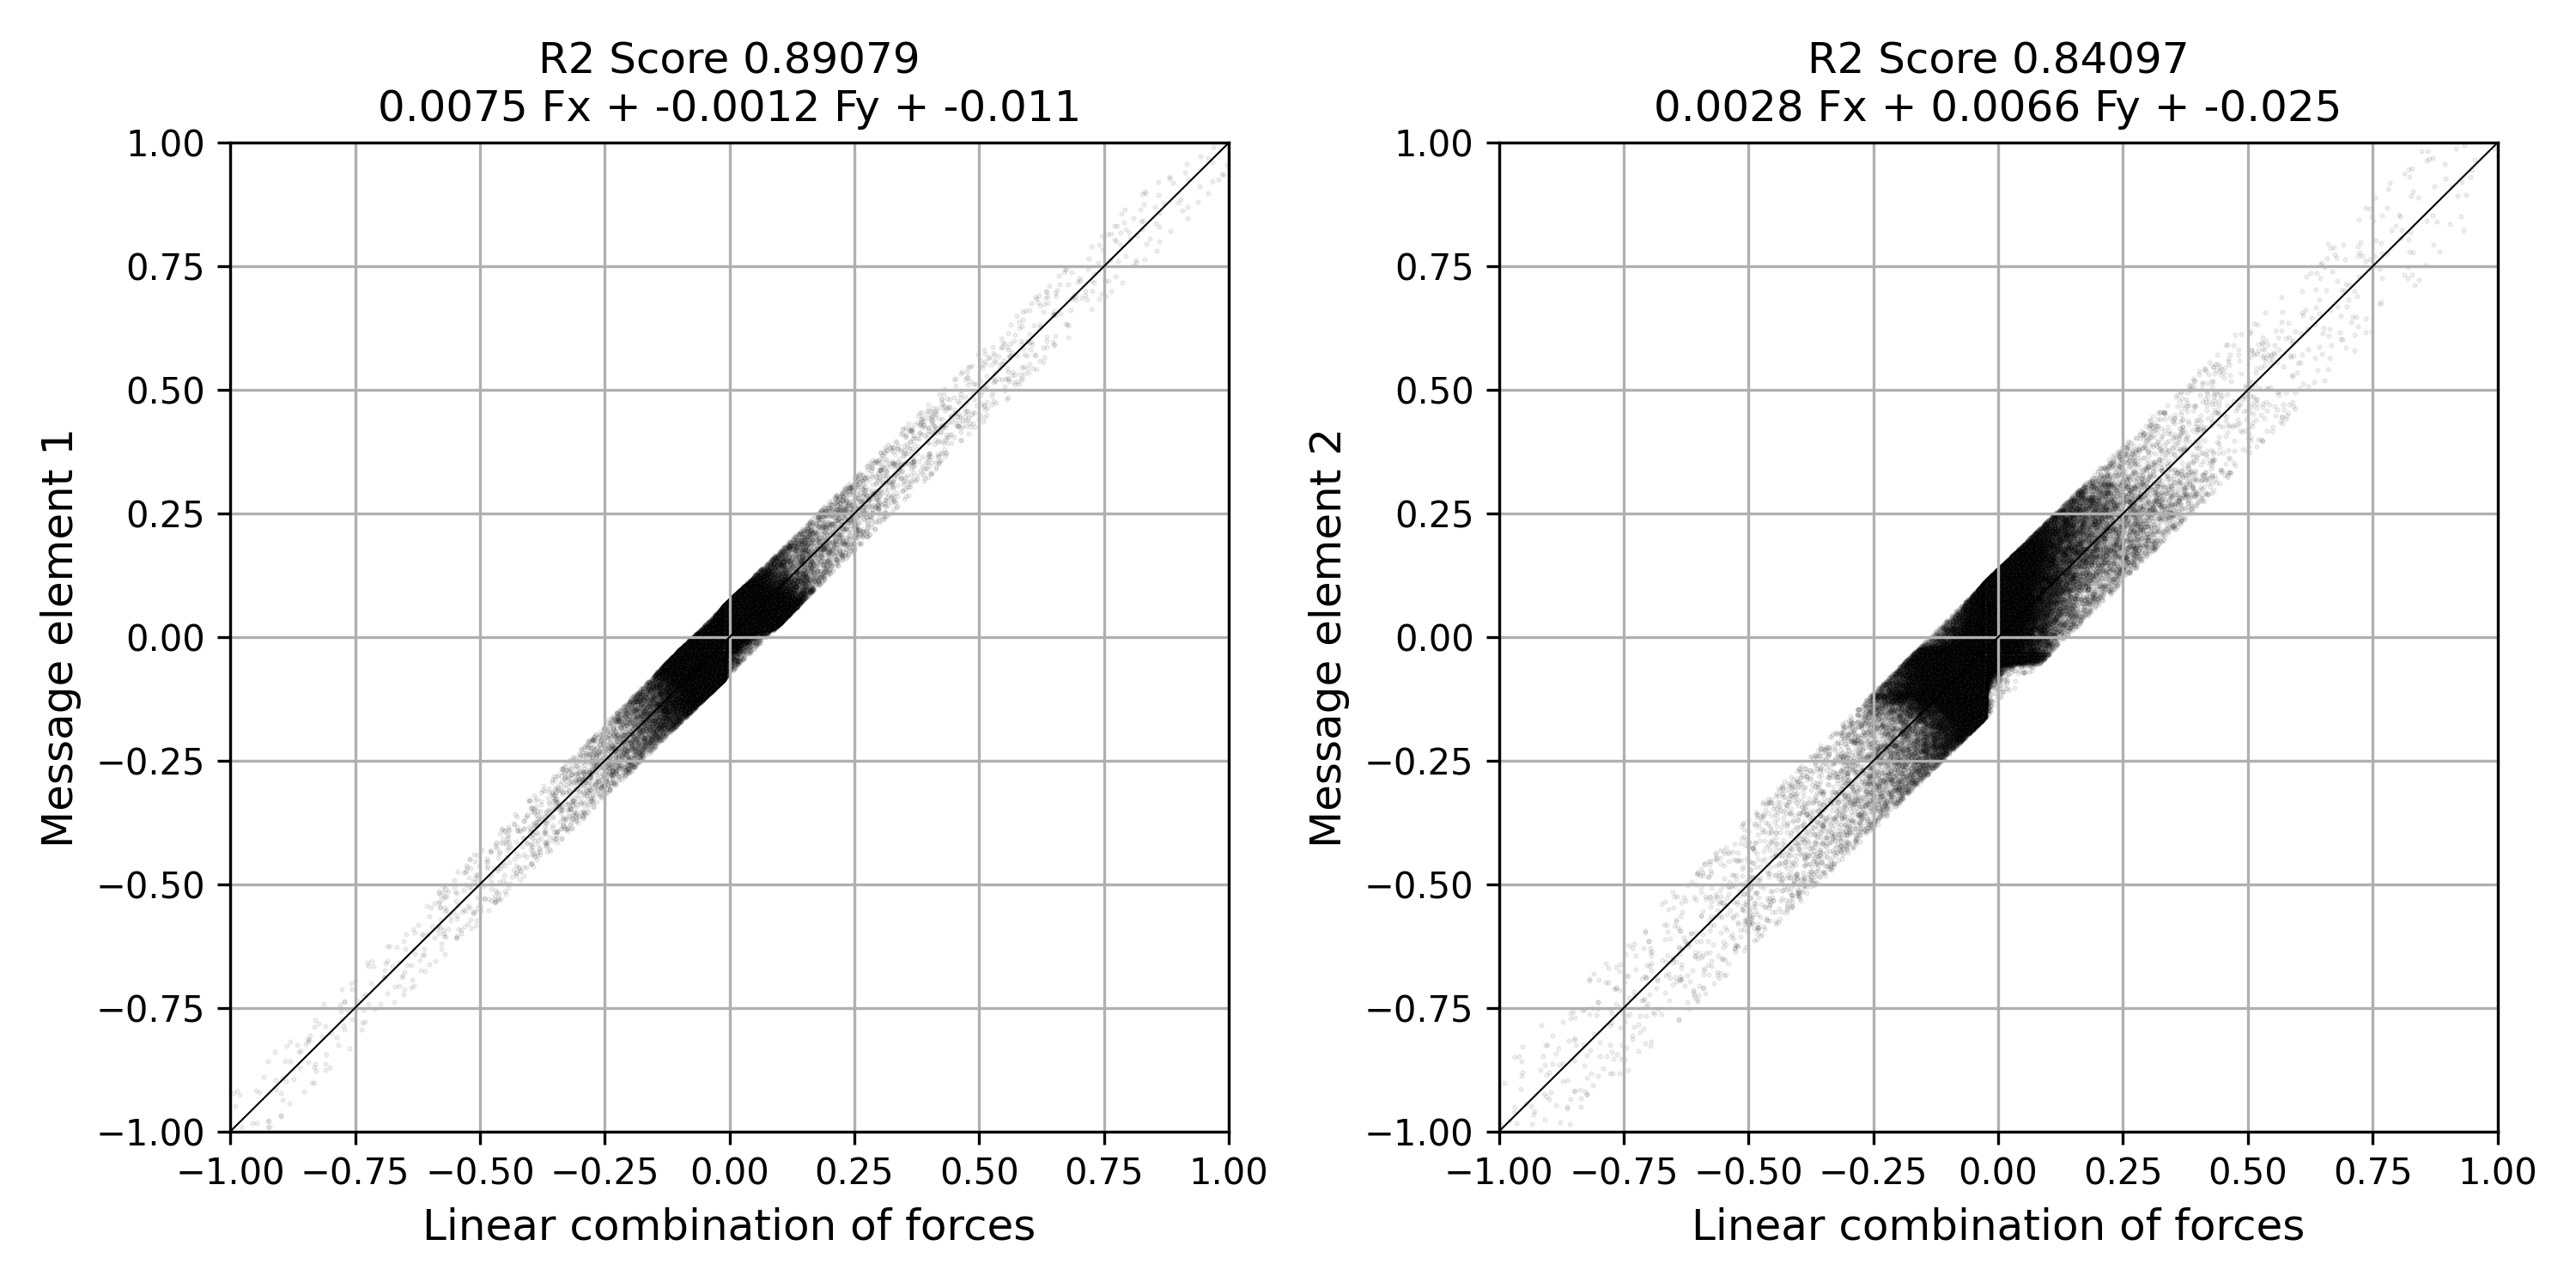 R2 Score 0.89079
0.0075 Fx + -0.0012 Fy + -0.011
1.00
0.75
0.50
0.25
0.00
−0.25
−0.50
−0.75
−1.00
Message element 1
−1.00 −0.75 −0.50 −0.25 0.00 0.25 0.50 0.75 1.00
Linear combination of forces
R2 Score 0.84097
0.0028 Fx + 0.0066 Fy + -0.025
1.00
0.75
0.50
0.25
0.00
−0.25
−0.50
−0.75
−1.00
Message element 2
−1.00 −0.75 −0.50 −0.25 0.00 0.25 0.50 0.75 1.00
Linear combination of forces